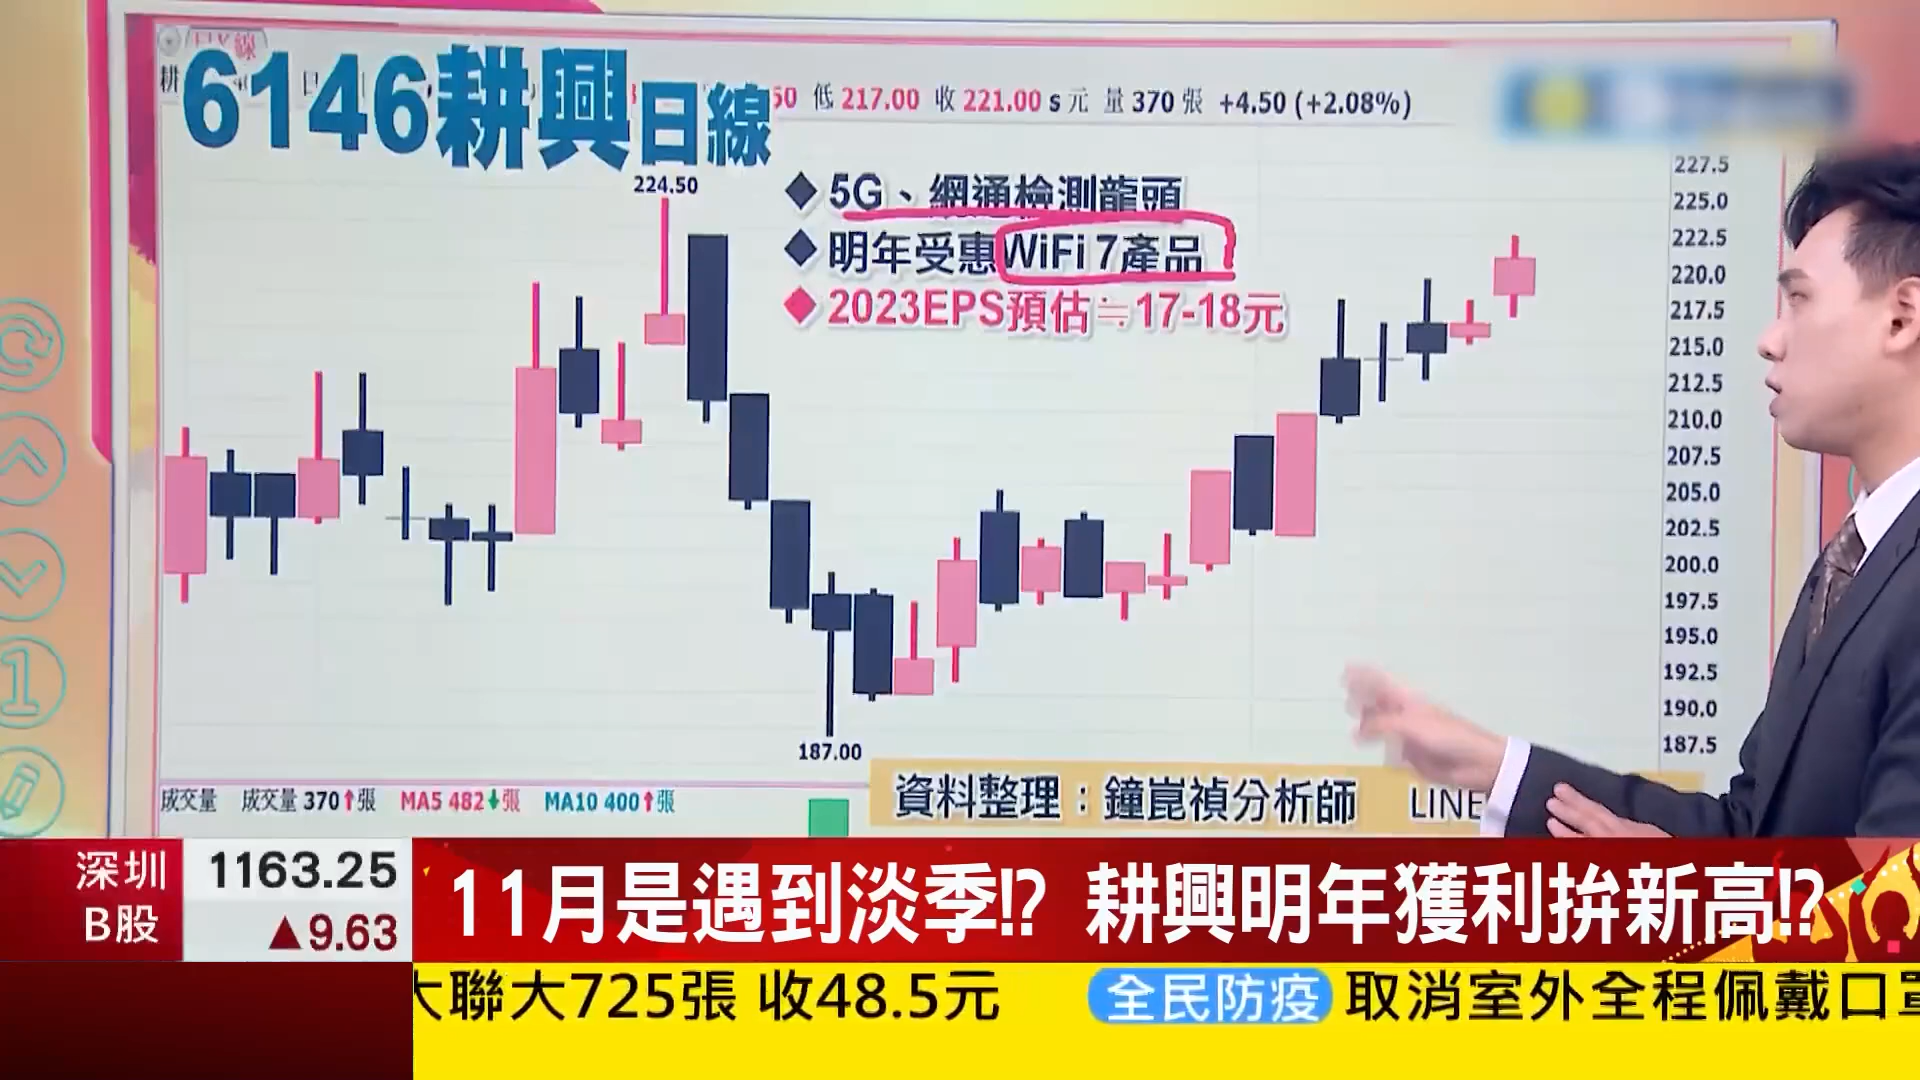 日K線
6146耕興日線
耕
50 低 217.00 收 221.00 s 元 量 370 張 +4.50 (+2.08%)
224.50
◆5G、網通檢測龍頭
◆明年受惠WiFi 7產品
◆2023EPS預估≒17-18元
227.5
225.0
222.5
220.0
217.5
215.0
212.5
210.0
207.5
205.0
202.5
200.0
197.5
195.0
192.5
190.0
187.5
187.00
成交量 成交量 370↑張 MA5 482↓張 MA10 400↑張
資料整理：鐘崑禎分析師 LINE
1
深圳
B股
1163.25
▲9.63
11月是遇到淡季!? 耕興明年獲利拚新高!?
大聯大725張 收48.5元 全民防疫 取消室外全程佩戴口罩